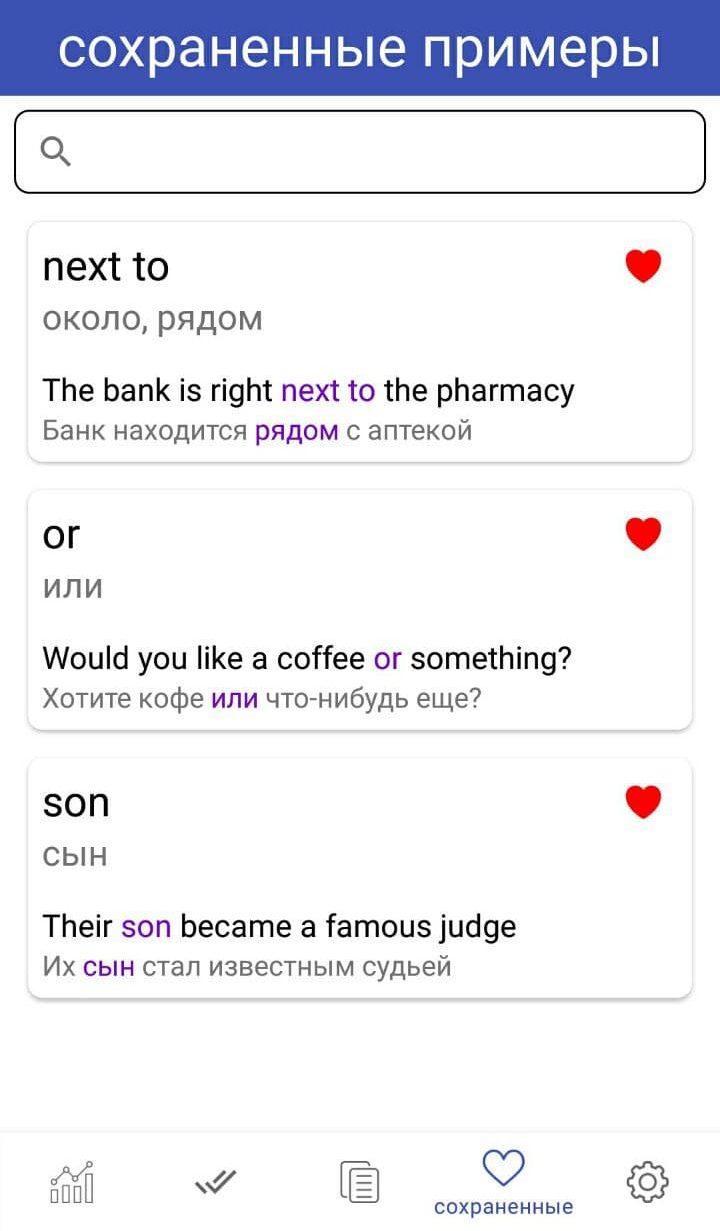 сохраненные примеры
next to
около, рядом
The bank is right next to the pharmacy
Банк находится рядом с аптекой
or
или
Would you like a coffee or something?
Хотите кофе или что-нибудь еще?
son
сын
Their son became a famous judge
Их сын стал известным судьей
сохраненные